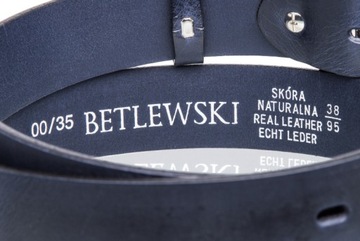 00/35 BETLEWSKI
SKÓRA
NATURALNA
REAL LEATHER
ECHT LEDER
38
95